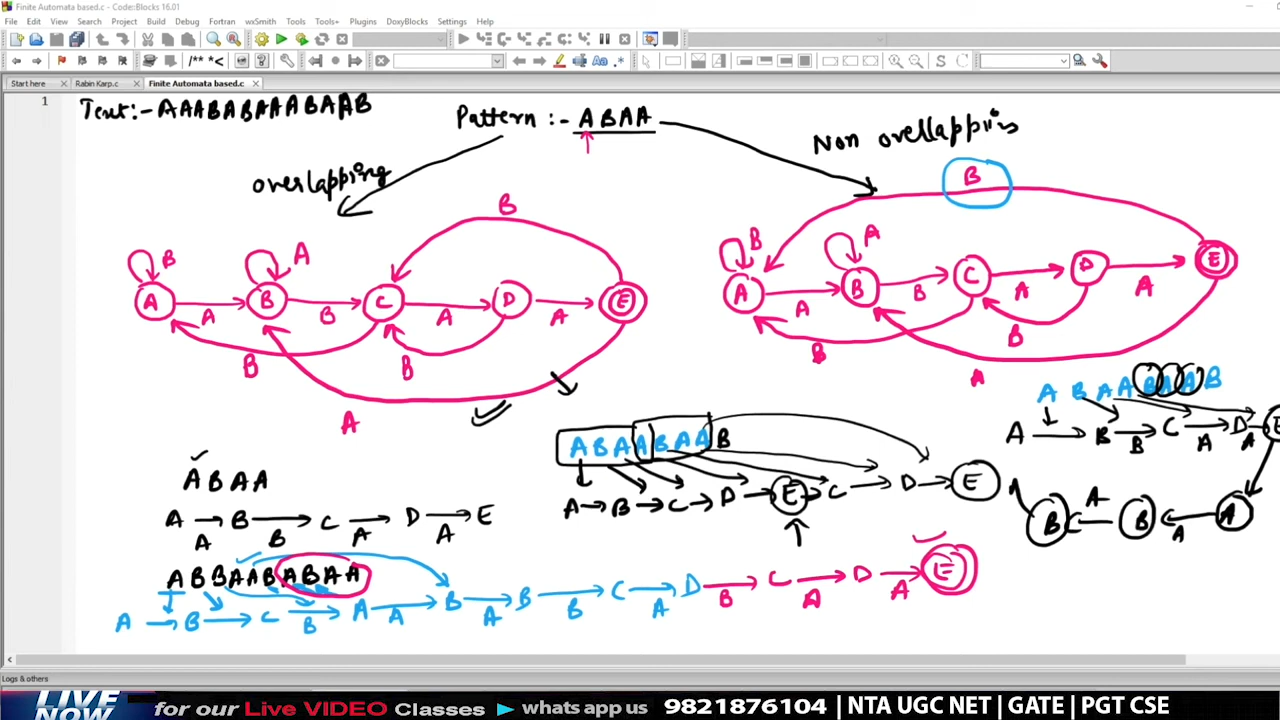 Finite Automata based.c - Code::Blocks 16.01
File Edit View Search Project Build Debug Fortran wxSmith Tools Tools+ Plugins DoxyBlocks Settings Help
Start here Rabin Karp.c Finite Automata based.c
1
Text:- AAABABAAABAAB
Pattern :- ABAA
Non overlapping
overlapping
B
B
B A
B A
A B C D E
A B A A
B B
A
A B C D E
A B A A
B B
A
ABAA
A B C D E
A B A A
ABAAABAAB
A B C D E C D E
ABAABAAB
A B C D E
B A A
B B A
A A
ABBAABABAA
A B C A B B C D C D E
B A A B A B A A
Logs & others
LIVE NOW for our Live VIDEO Classes whats app us 9821876104 | NTA UGC NET | GATE | PGT CSE